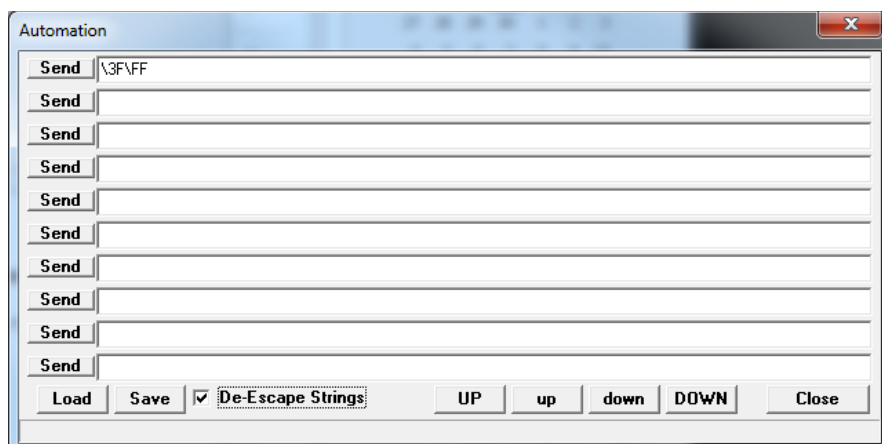 Automation
Send \3F\FF
Send
Send
Send
Send
Send
Send
Send
Send
Send
Load Save De-Escape Strings UP up down DOWN Close